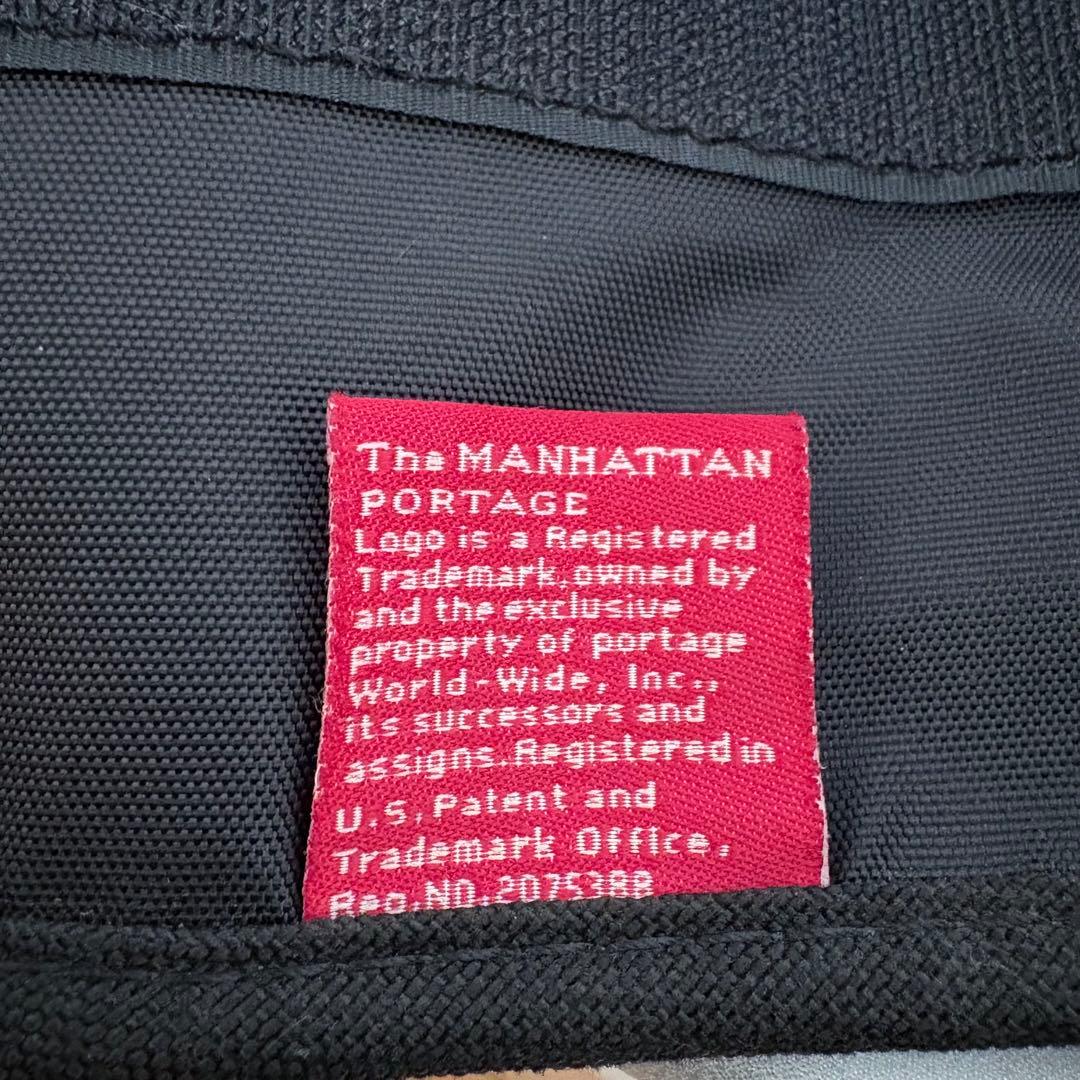 The MANHATTAN
PORTAGE
Logo is a Registered
Trademark.owned by
and the exclusive
property of portage
World-Wide, Inc.,
its successors and
assigns.Registered in
U.S.Patent and
Trademark Office,
Reg.NO.2075388